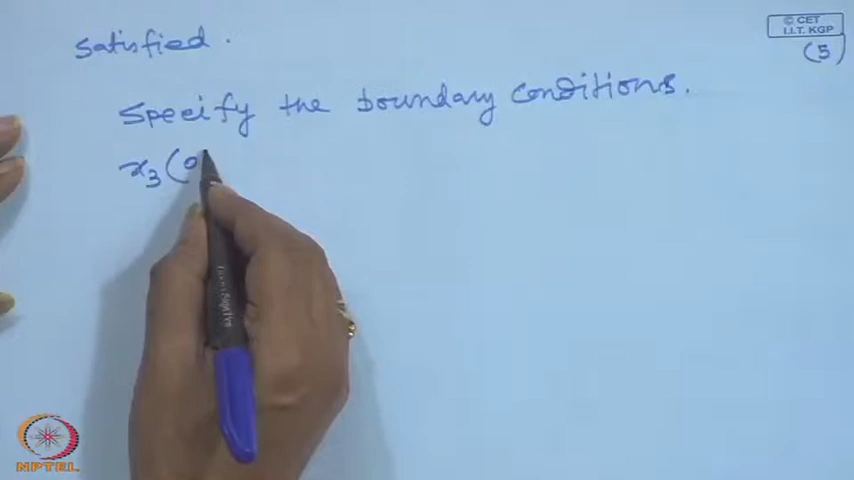 © CET
I.I.T. KGP
(5)
satisfied.
Specify the boundary conditions.
x₃(0
NPTEL